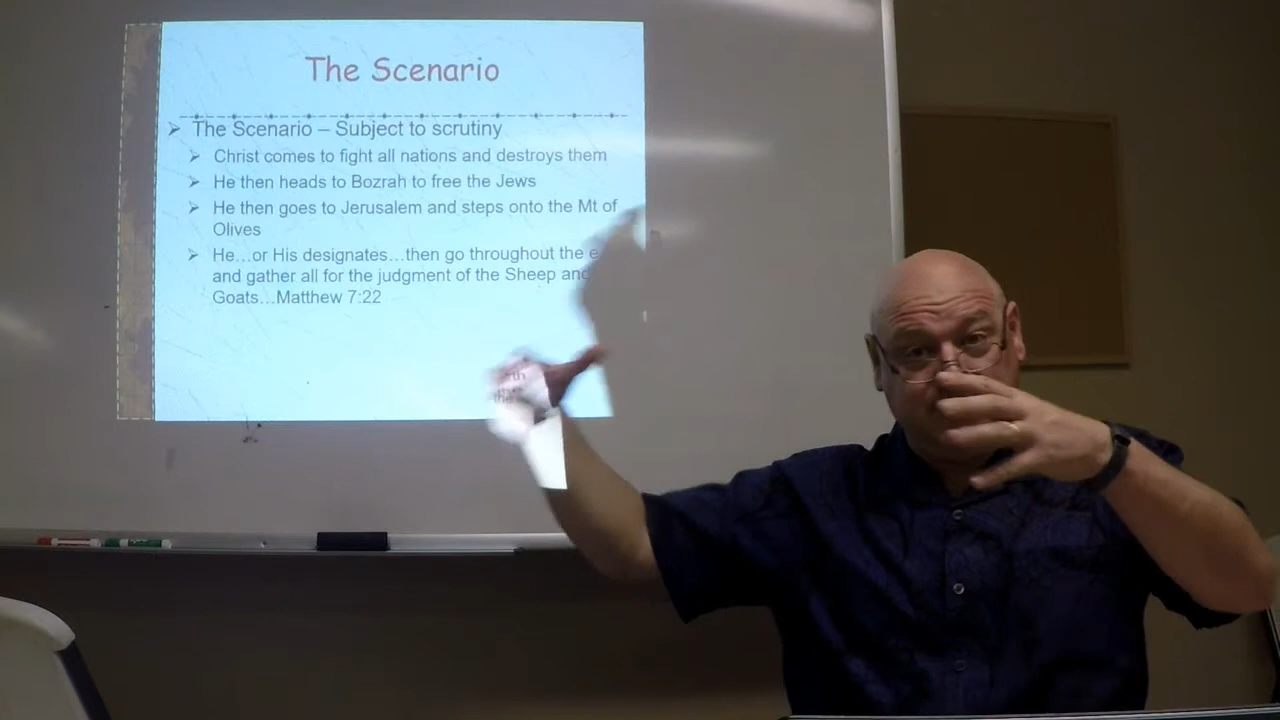 The Scenario
The Scenario – Subject to scrutiny
Christ comes to fight all nations and destroys them
He then heads to Bozrah to free the Jews
He then goes to Jerusalem and steps onto the Mt of
Olives
He…or His designates…then go throughout the
and gather all for the judgment of the Sheep and
Goats…Matthew 7:22